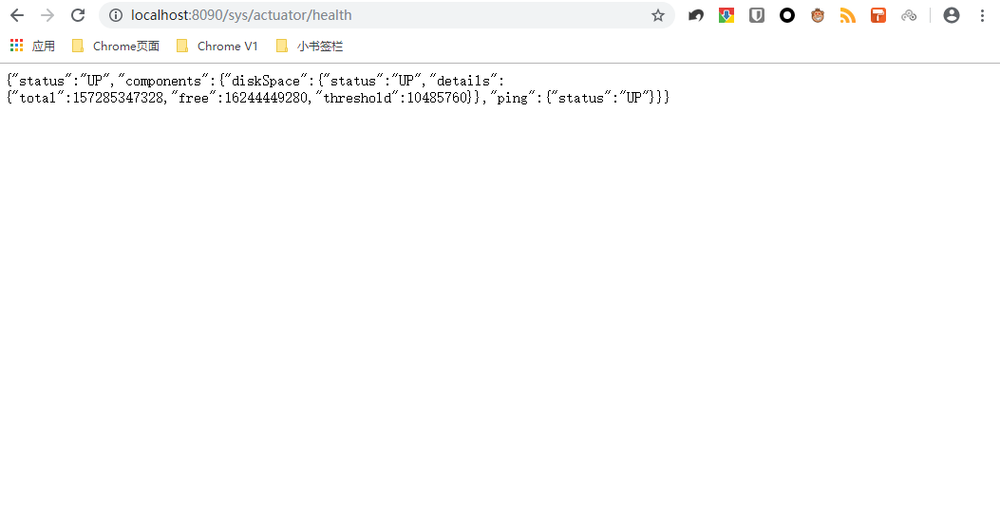 localhost:8090/sys/actuator/health
应用 Chrome页面 Chrome V1 小书签栏
{"status":"UP","components":{"diskSpace":{"status":"UP","details":
{"total":157285347328,"free":16244449280,"threshold":10485760}},"ping":{"status":"UP"}}}